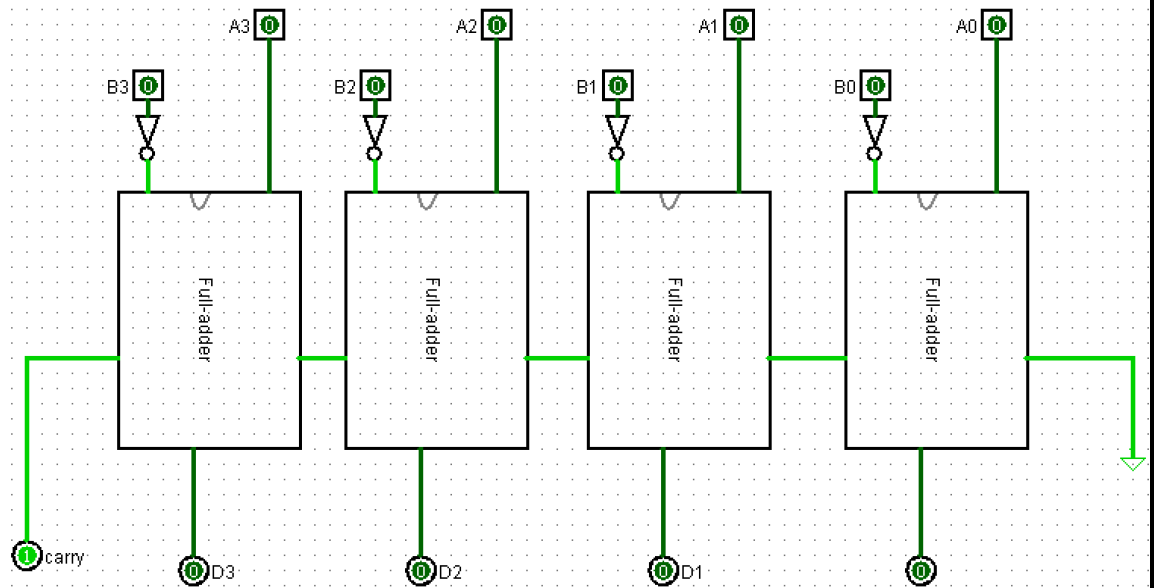 A3 0
A2 0
A1 0
A0 0
B3 0
B2 0
B1 0
B0 0
Full-adder
Full-adder
Full-adder
Full-adder
1 carry
0 D3
0 D2
0 D1
0